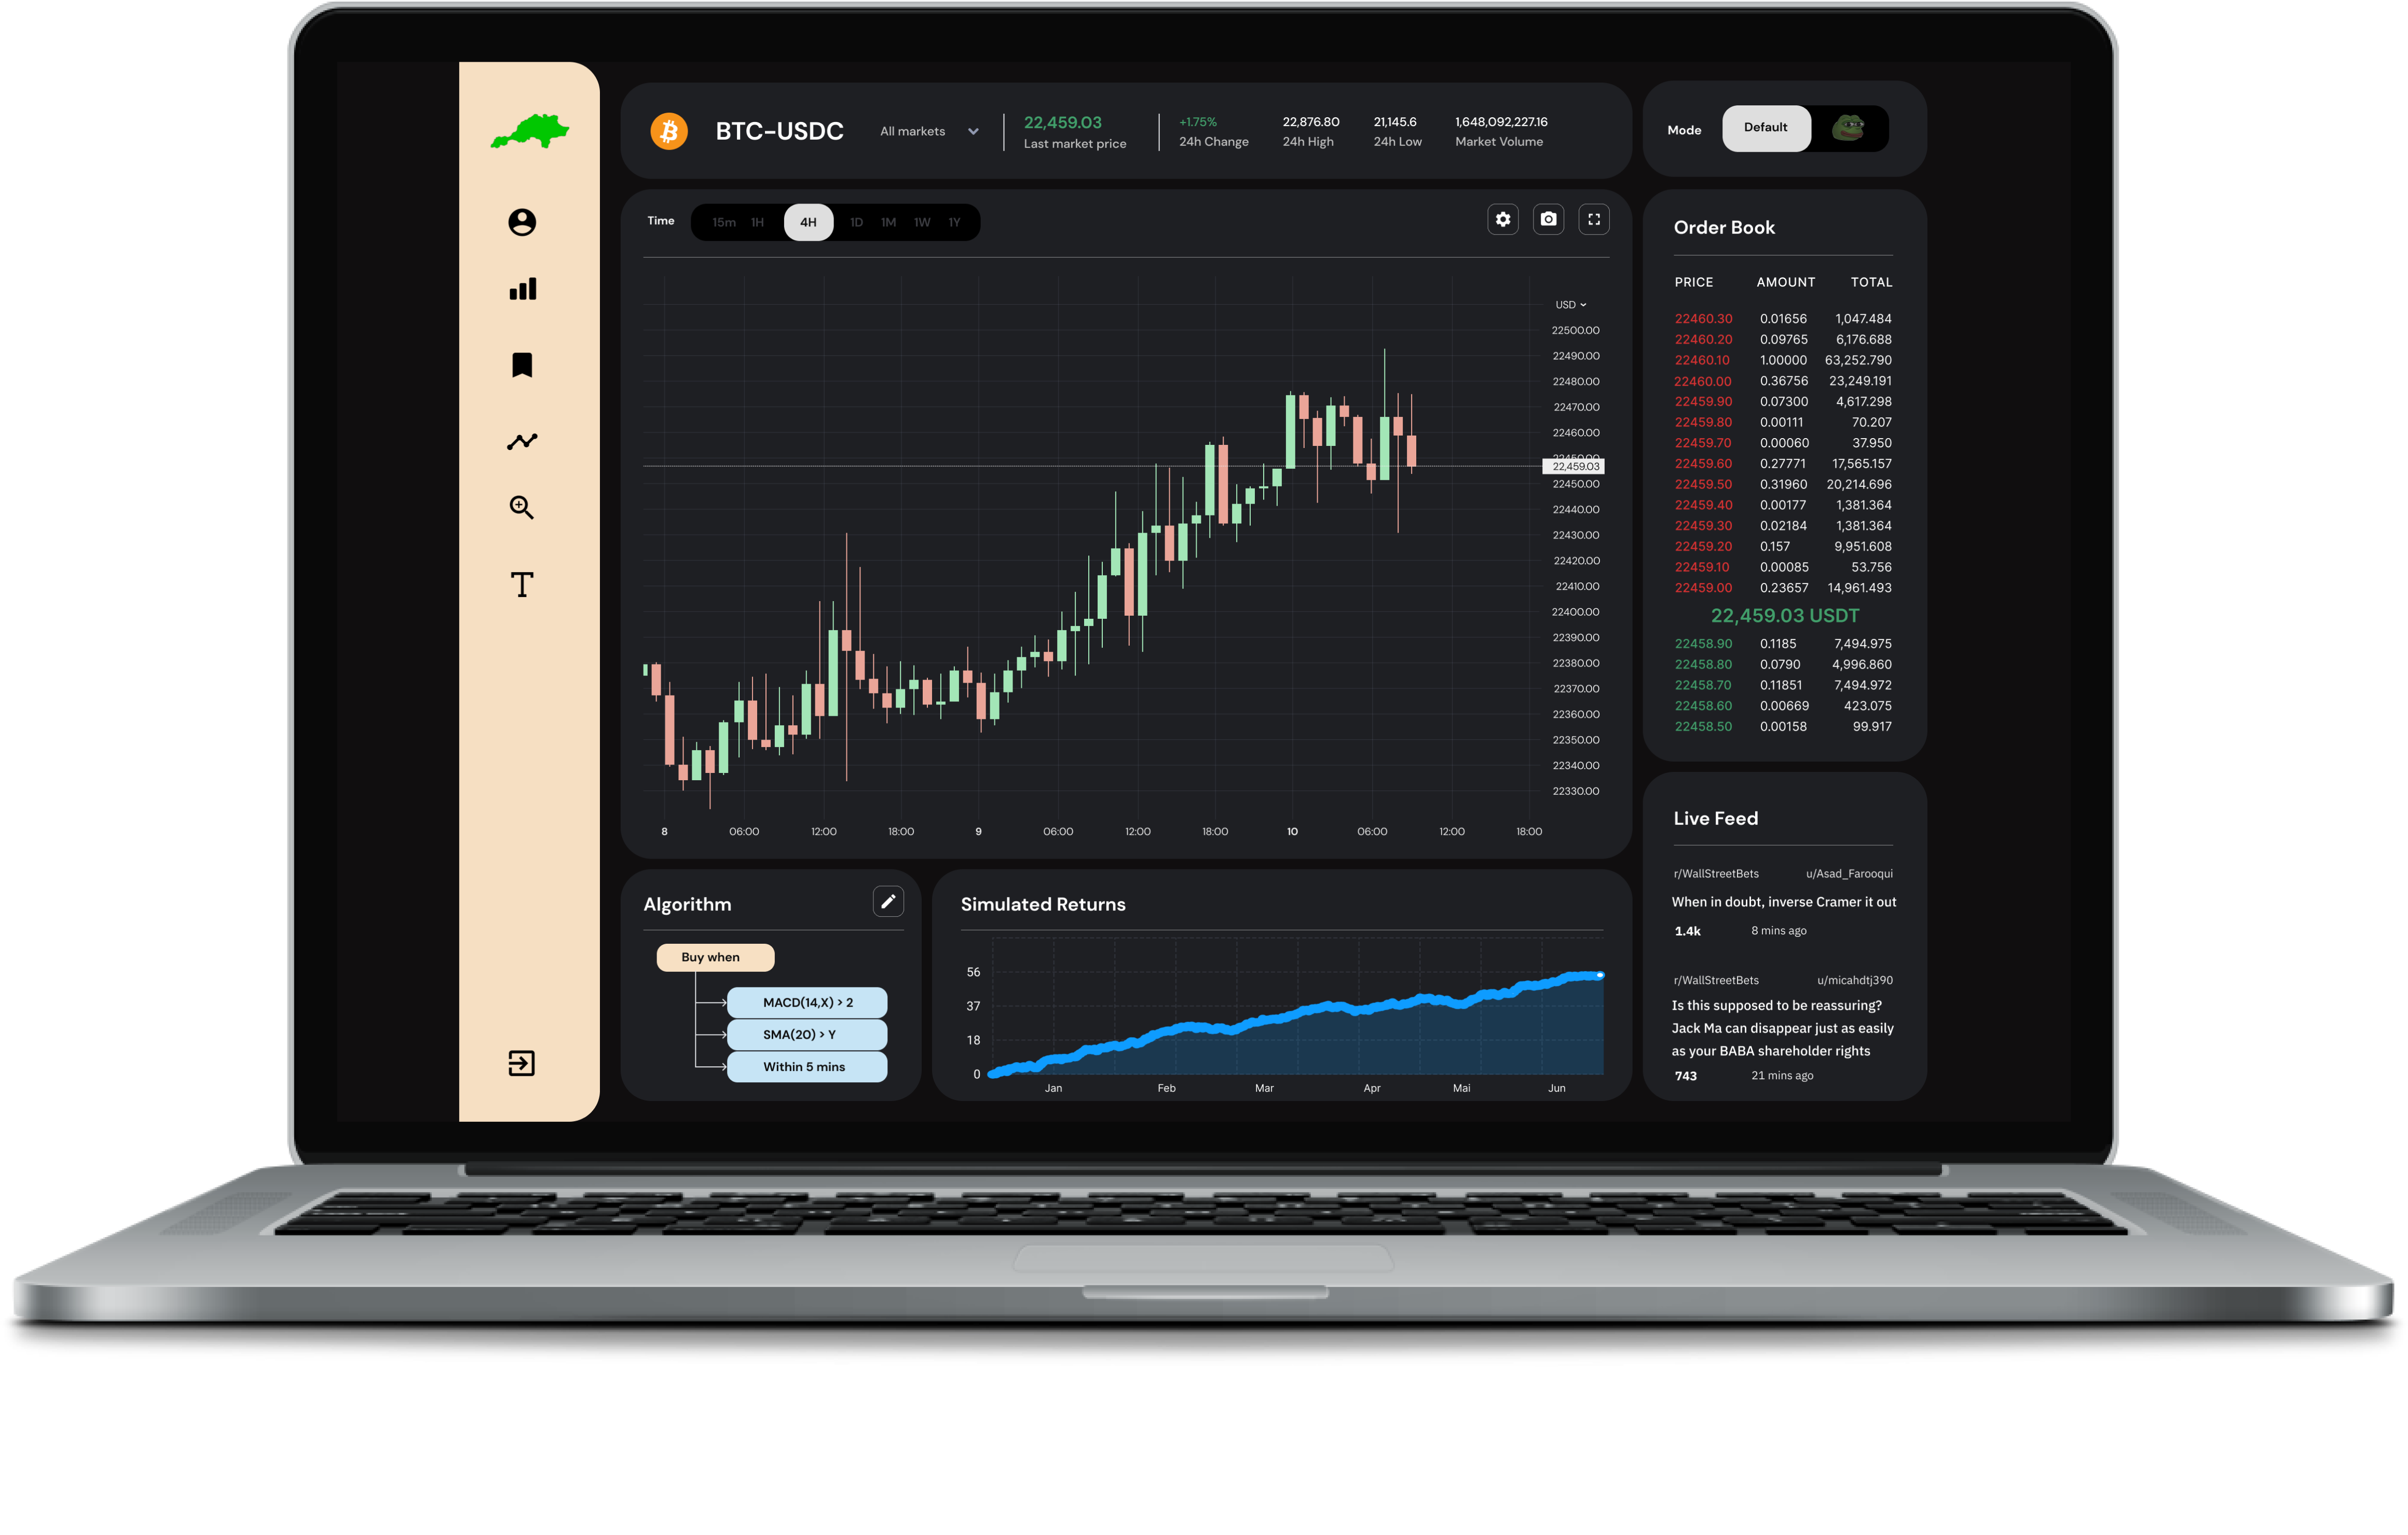 BTC-USDC
All markets
22,459.03
Last market price
+1.75%
24h Change
22,876.80
24h High
21,145.6
24h Low
1,648,092,227.16
Market Volume
Mode
Default
Time
15m 1H 4H 1D 1M 1W 1Y
USD
22500.00
22490.00
22480.00
22470.00
22460.00
22,459.03
22450.00
22440.00
22430.00
22420.00
22410.00
22400.00
22390.00
22380.00
22370.00
22360.00
22350.00
22340.00
22330.00
8 06:00 12:00 18:00 9 06:00 12:00 18:00 10 06:00 12:00 18:00
Order Book
PRICE AMOUNT TOTAL
22460.30 0.01656 1,047.484
22460.20 0.09765 6,176.688
22460.10 1.00000 63,252.790
22460.00 0.36756 23,249.191
22459.90 0.07300 4,617.298
22459.80 0.00111 70.207
22459.70 0.00060 37.950
22459.60 0.27771 17,565.157
22459.50 0.31960 20,214.696
22459.40 0.00177 1,381.364
22459.30 0.02184 1,381.364
22459.20 0.157 9,951.608
22459.10 0.00085 53.756
22459.00 0.23657 14,961.493
22,459.03 USDT
22458.90 0.1185 7,494.975
22458.80 0.0790 4,996.860
22458.70 0.11851 7,494.972
22458.60 0.00669 423.075
22458.50 0.00158 99.917
Algorithm
Buy when
MACD(14,X) > 2
SMA(20) > Y
Within 5 mins
Simulated Returns
56
37
18
0
Jan Feb Mar Apr Mai Jun
Live Feed
r/WallStreetBets u/Asad_Farooqui
When in doubt, inverse Cramer it out
1.4k 8 mins ago
r/WallStreetBets u/micahdtj390
Is this supposed to be reassuring?
Jack Ma can disappear just as easily
as your BABA shareholder rights
743 21 mins ago